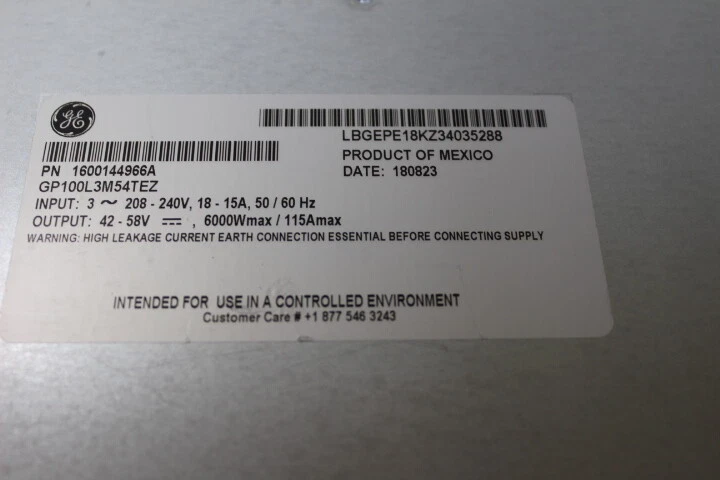 GE
LBGEPE18KZ34035288
PN 1600144966A
PRODUCT OF MEXICO
GP100L3M54TEZ
DATE: 180823
INPUT: 3 ~ 208 - 240V, 18 - 15A, 50 / 60 Hz
OUTPUT: 42 - 58V ⎓ , 6000Wmax / 115Amax
WARNING: HIGH LEAKAGE CURRENT EARTH CONNECTION ESSENTIAL BEFORE CONNECTING SUPPLY
INTENDED FOR USE IN A CONTROLLED ENVIRONMENT
Customer Care # +1 877 546 3243